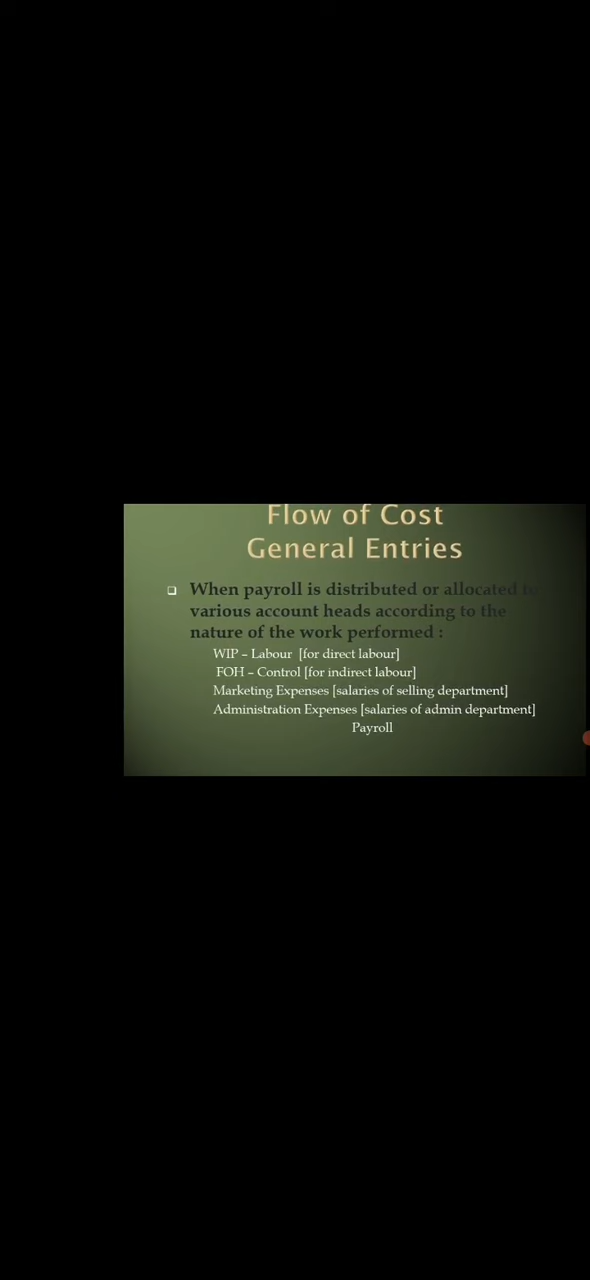 Flow of Cost
General Entries
❑ When payroll is distributed or allocated to
various account heads according to the
nature of the work performed :
WIP – Labour [for direct labour]
FOH – Control [for indirect labour]
Marketing Expenses [salaries of selling department]
Administration Expenses [salaries of admin department]
Payroll